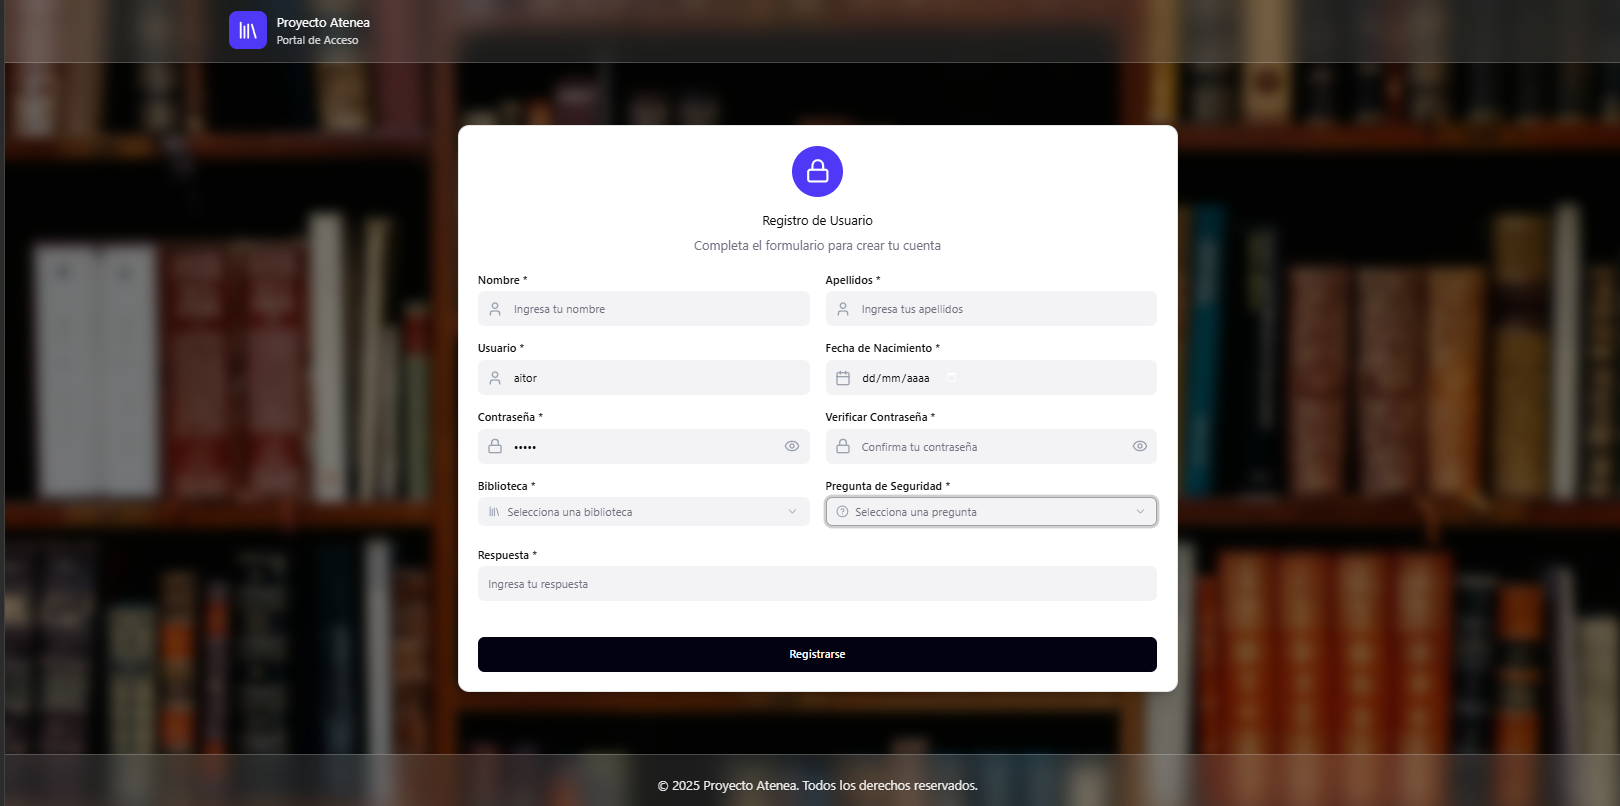 Proyecto Atenea
Portal de Acceso
Registro de Usuario
Completa el formulario para crear tu cuenta
Nombre *
Apellidos *
Ingresa tu nombre
Ingresa tus apellidos
Usuario *
Fecha de Nacimiento *
aitor
dd/mm/aaaa
Contraseña *
Verificar Contraseña *
•••••
Confirma tu contraseña
Biblioteca *
Pregunta de Seguridad *
Selecciona una biblioteca
Selecciona una pregunta
Respuesta *
Ingresa tu respuesta
Registrarse
© 2025 Proyecto Atenea. Todos los derechos reservados.